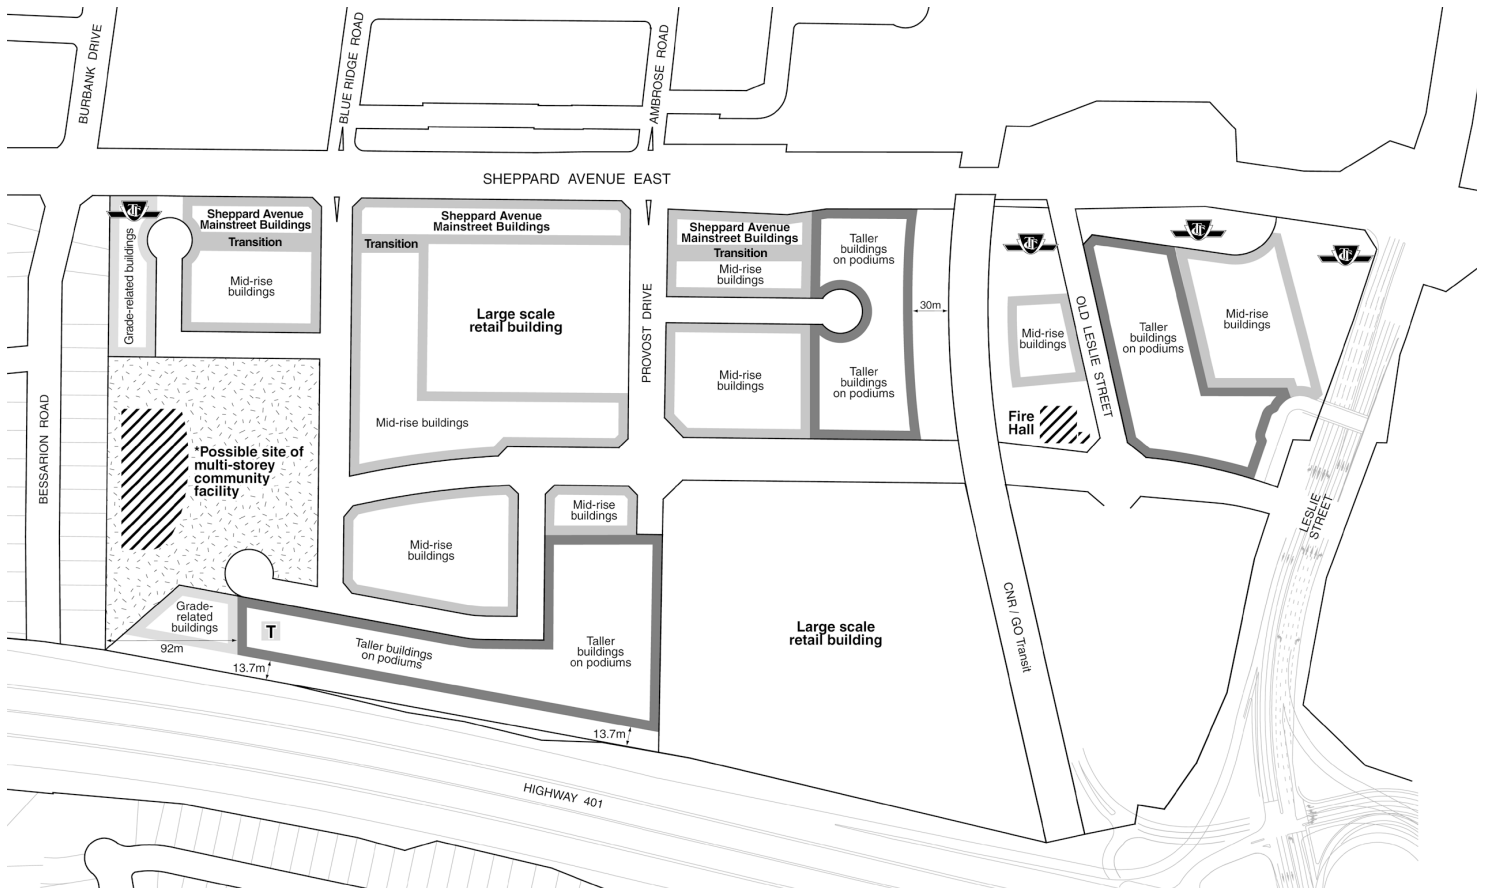 BURBANK DRIVE
BLUE RIDGE ROAD
AMBROSE ROAD
SHEPPARD AVENUE EAST
Sheppard Avenue
Mainstreet Buildings
Transition
Mid-rise
buildings
Grade-related buildings
Sheppard Avenue
Mainstreet Buildings
Transition
Large scale
retail building
Mid-rise buildings
PROVOST DRIVE
Sheppard Avenue
Mainstreet Buildings
Transition
Mid-rise
buildings
Taller
buildings
on podiums
30m
Mid-rise
buildings
Taller
buildings
on podiums
Mid-rise
buildings
OLD LESLIE STREET
Taller
buildings
on podiums
Mid-rise
buildings
Fire
Hall
BESSARION ROAD
*Possible site of
multi-storey
community
facility
Mid-rise
buildings
Mid-rise
buildings
LESLIE
STREET
Grade-
related
buildings
T
92m
13.7m
Taller buildings
on podiums
Taller
buildings
on podiums
13.7m
Large scale
retail building
CNR / GO Transit
HIGHWAY 401